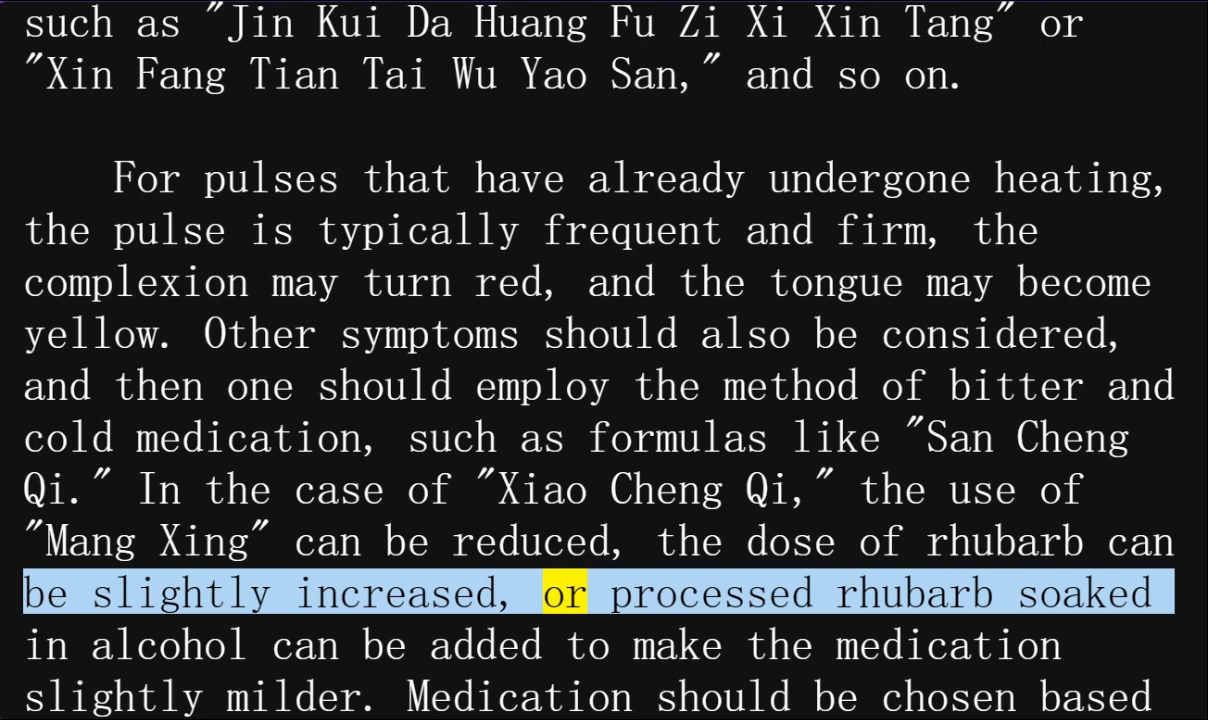 such as "Jin Kui Da Huang Fu Zi Xi Xin Tang" or
"Xin Fang Tian Tai Wu Yao San," and so on.
For pulses that have already undergone heating,
the pulse is typically frequent and firm, the
complexion may turn red, and the tongue may become
yellow. Other symptoms should also be considered,
and then one should employ the method of bitter and
cold medication, such as formulas like "San Cheng
Qi." In the case of "Xiao Cheng Qi," the use of
"Mang Xing" can be reduced, the dose of rhubarb can
be slightly increased, or processed rhubarb soaked
in alcohol can be added to make the medication
slightly milder. Medication should be chosen based